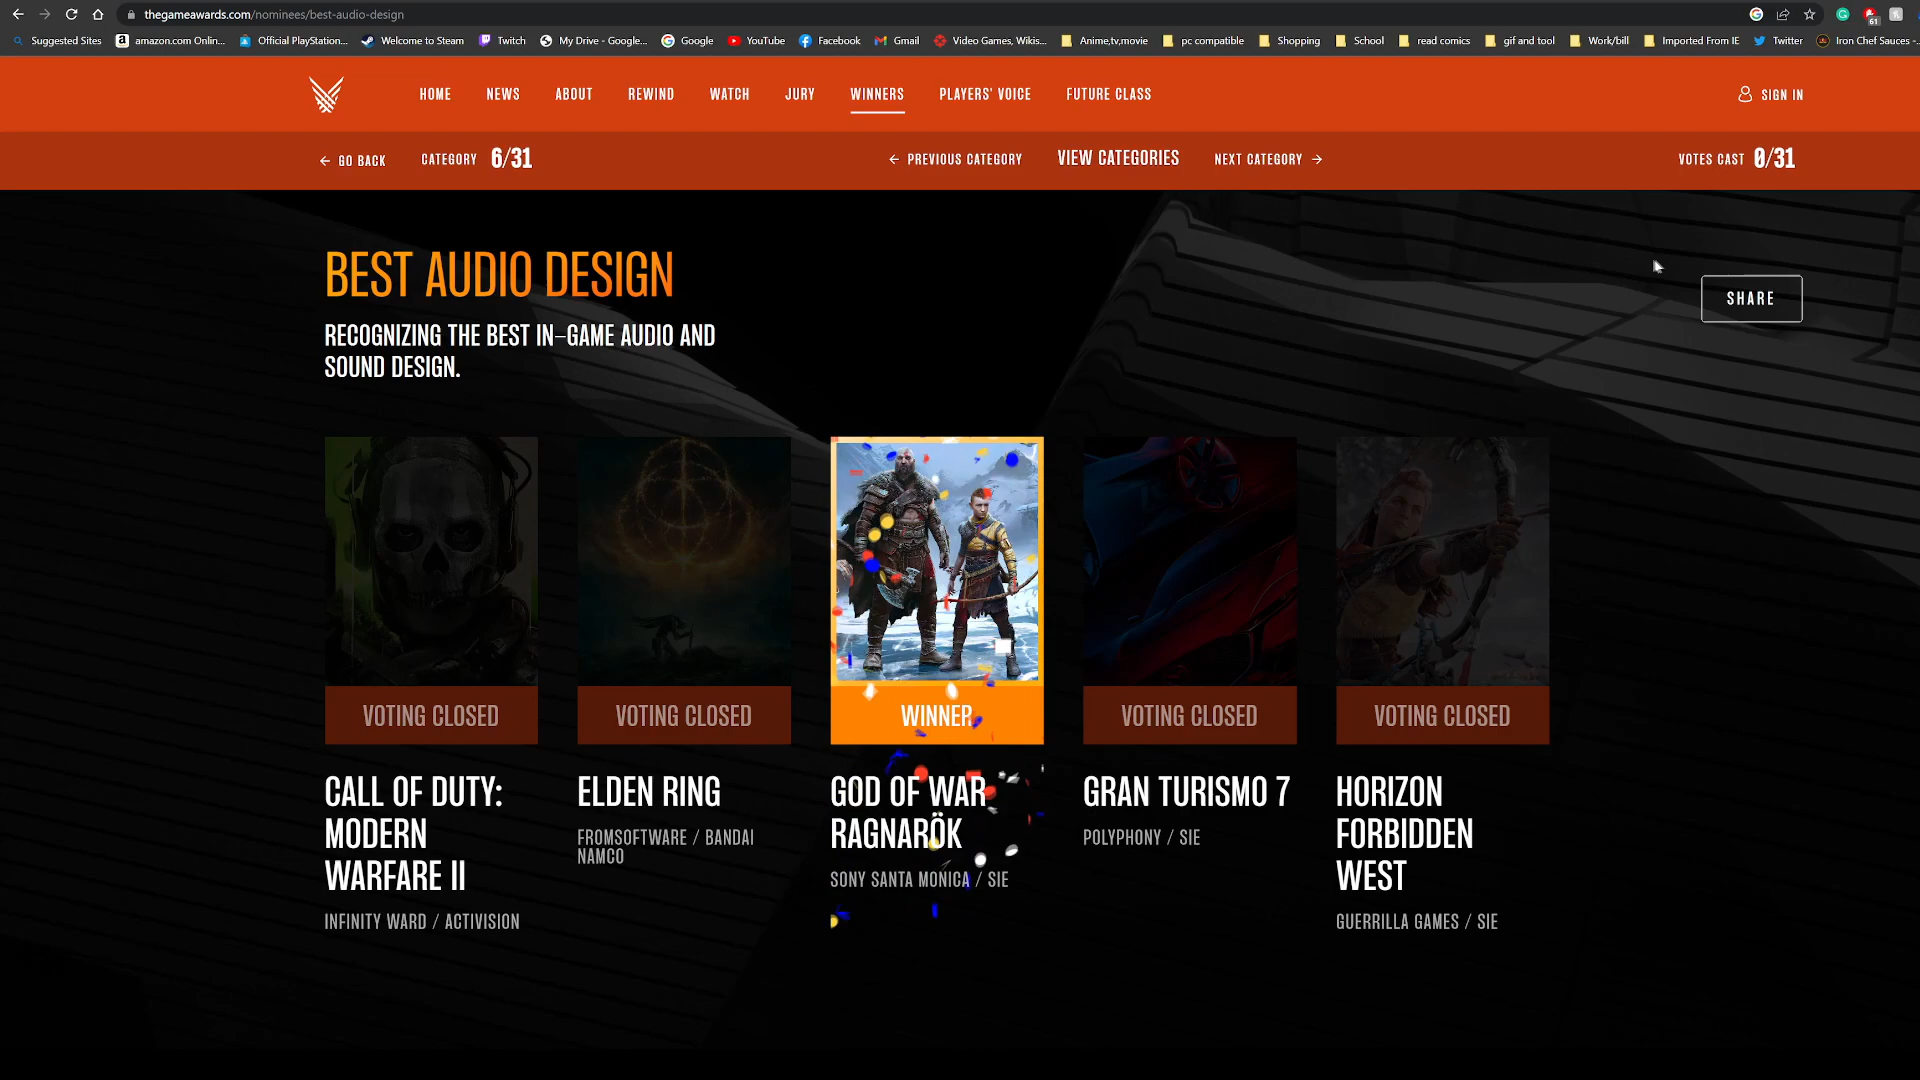 thegameawards.com/nominees/best-audio-design
61
Suggested Sites amazon.com Onlin... Official PlayStation... Welcome to Steam Twitch My Drive - Google... Google YouTube Facebook Gmail Video Games, Wikis... Anime,tv,movie pc compatible Shopping School read comics gif and tool Work/bill Imported From IE Twitter Iron Chef Sauces -...
HOME NEWS ABOUT REWIND WATCH JURY WINNERS PLAYERS' VOICE FUTURE CLASS SIGN IN
← GO BACK CATEGORY 6/31 ← PREVIOUS CATEGORY VIEW CATEGORIES NEXT CATEGORY → VOTES CAST 0/31
BEST AUDIO DESIGN
SHARE
RECOGNIZING THE BEST IN-GAME AUDIO AND
SOUND DESIGN.
VOTING CLOSED VOTING CLOSED WINNER VOTING CLOSED VOTING CLOSED
CALL OF DUTY:
MODERN
WARFARE II
INFINITY WARD / ACTIVISION
ELDEN RING
FROMSOFTWARE / BANDAI
NAMCO
GOD OF WAR
RAGNARÖK
SONY SANTA MONICA / SIE
GRAN TURISMO 7
POLYPHONY / SIE
HORIZON
FORBIDDEN
WEST
GUERRILLA GAMES / SIE